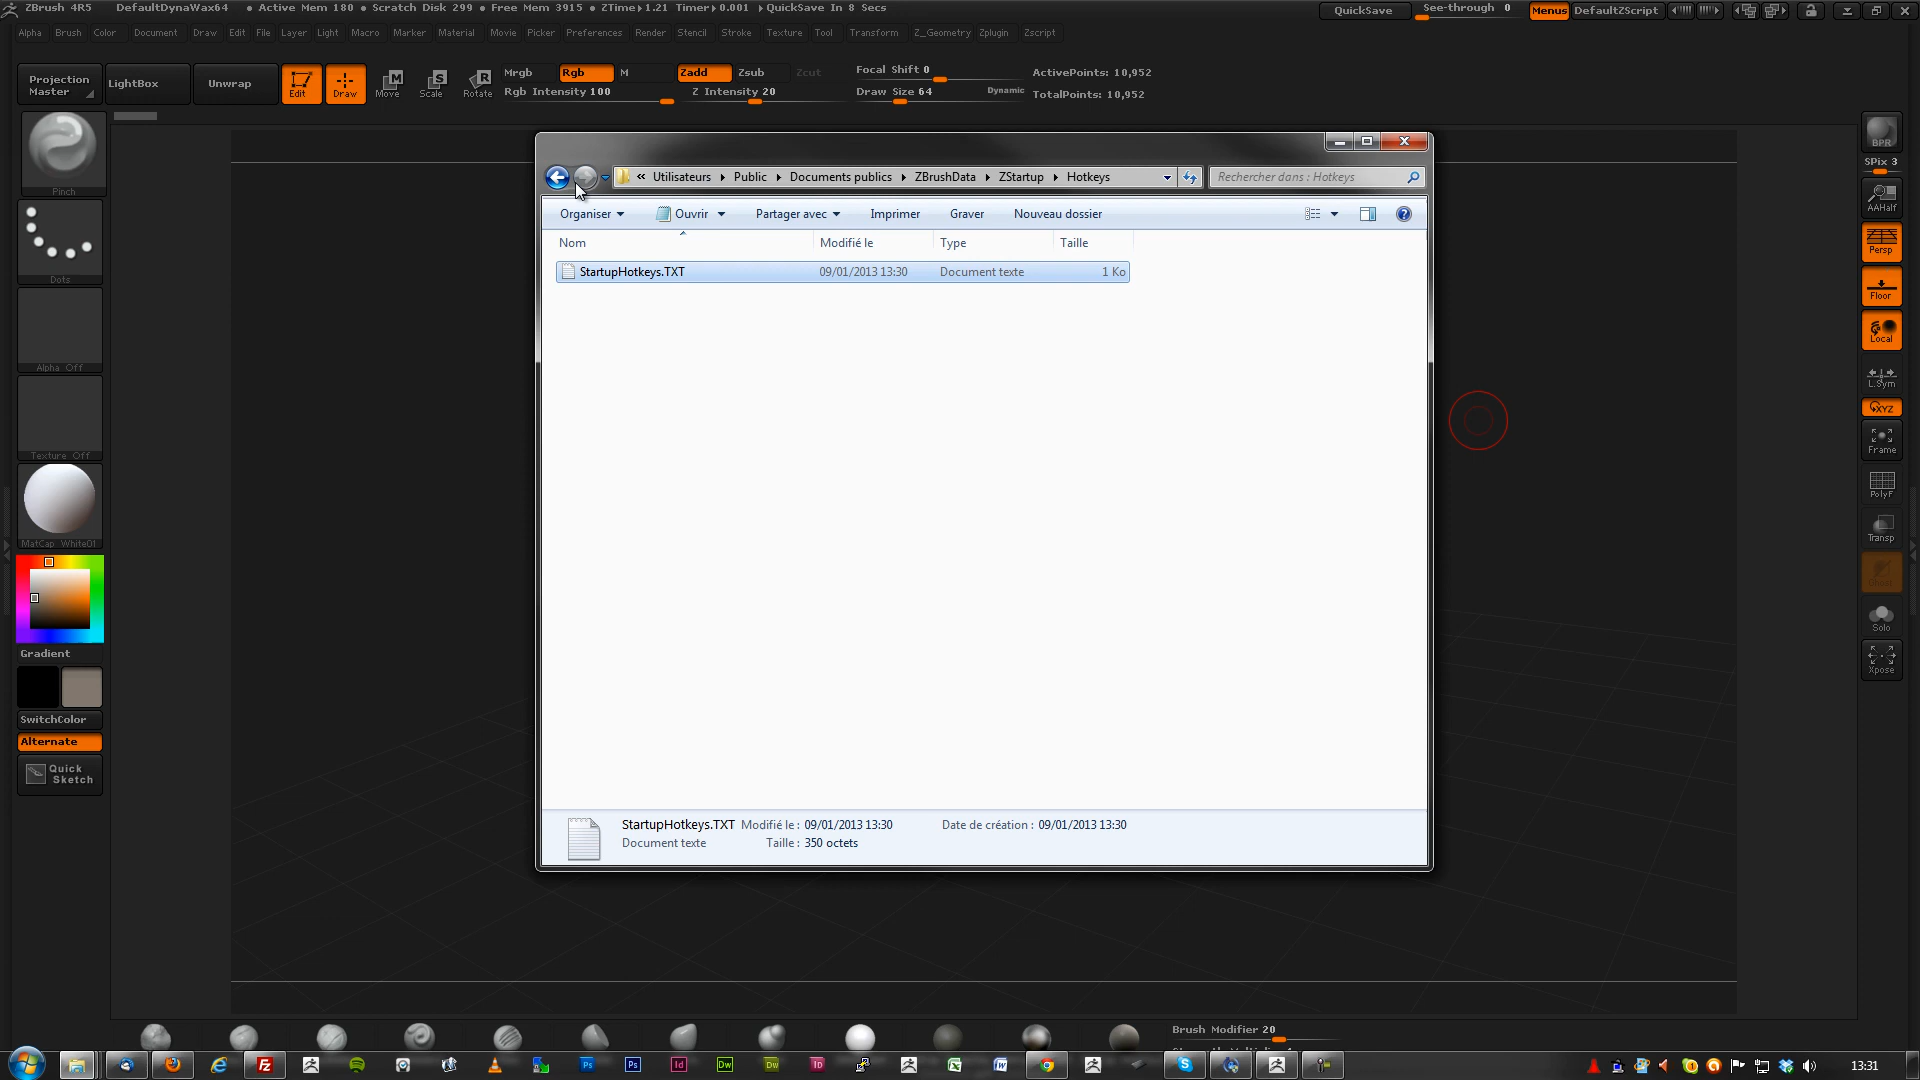 ZBrush 4R5 DefaultDynaWax64 • Active Mem 180 • Scratch Disk 299 • Free Mem 3915 • ZTime▸1.21 Timer▸0.001 ▸QuickSave In 8 Secs
QuickSave See-through 0 Menus DefaultZScript
Alpha Brush Color Document Draw Edit File Layer Light Macro Marker Material Movie Picker Preferences Render Stencil Stroke Texture Tool Transform Z_Geometry Zplugin Zscript
Projection Master
LightBox
Unwrap
Edit
Draw
Move
Scale
Rotate
Mrgb Rgb M
Rgb Intensity 100
Zadd Zsub Zcut
Z Intensity 20
Focal Shift 0
Draw Size 64 Dynamic
ActivePoints: 10,952
TotalPoints: 10,952
Pinch
Dots
Alpha Off
Texture Off
MatCap White01
Gradient
SwitchColor
Alternate
Quick Sketch
« Utilisateurs Public Documents publics ZBrushData ZStartup Hotkeys
Rechercher dans : Hotkeys
Organiser Ouvrir Partager avec Imprimer Graver Nouveau dossier
Nom Modifié le Type Taille
StartupHotkeys.TXT 09/01/2013 13:30 Document texte 1 Ko
StartupHotkeys.TXT Modifié le : 09/01/2013 13:30 Date de création : 09/01/2013 13:30
Document texte Taille : 350 octets
BPR
SPix 3
AAHalf
Persp
Floor
Local
L.Sym
XYZ
Frame
PolyF
Transp
Solo
Xpose
Brush Modifier 20
13:31